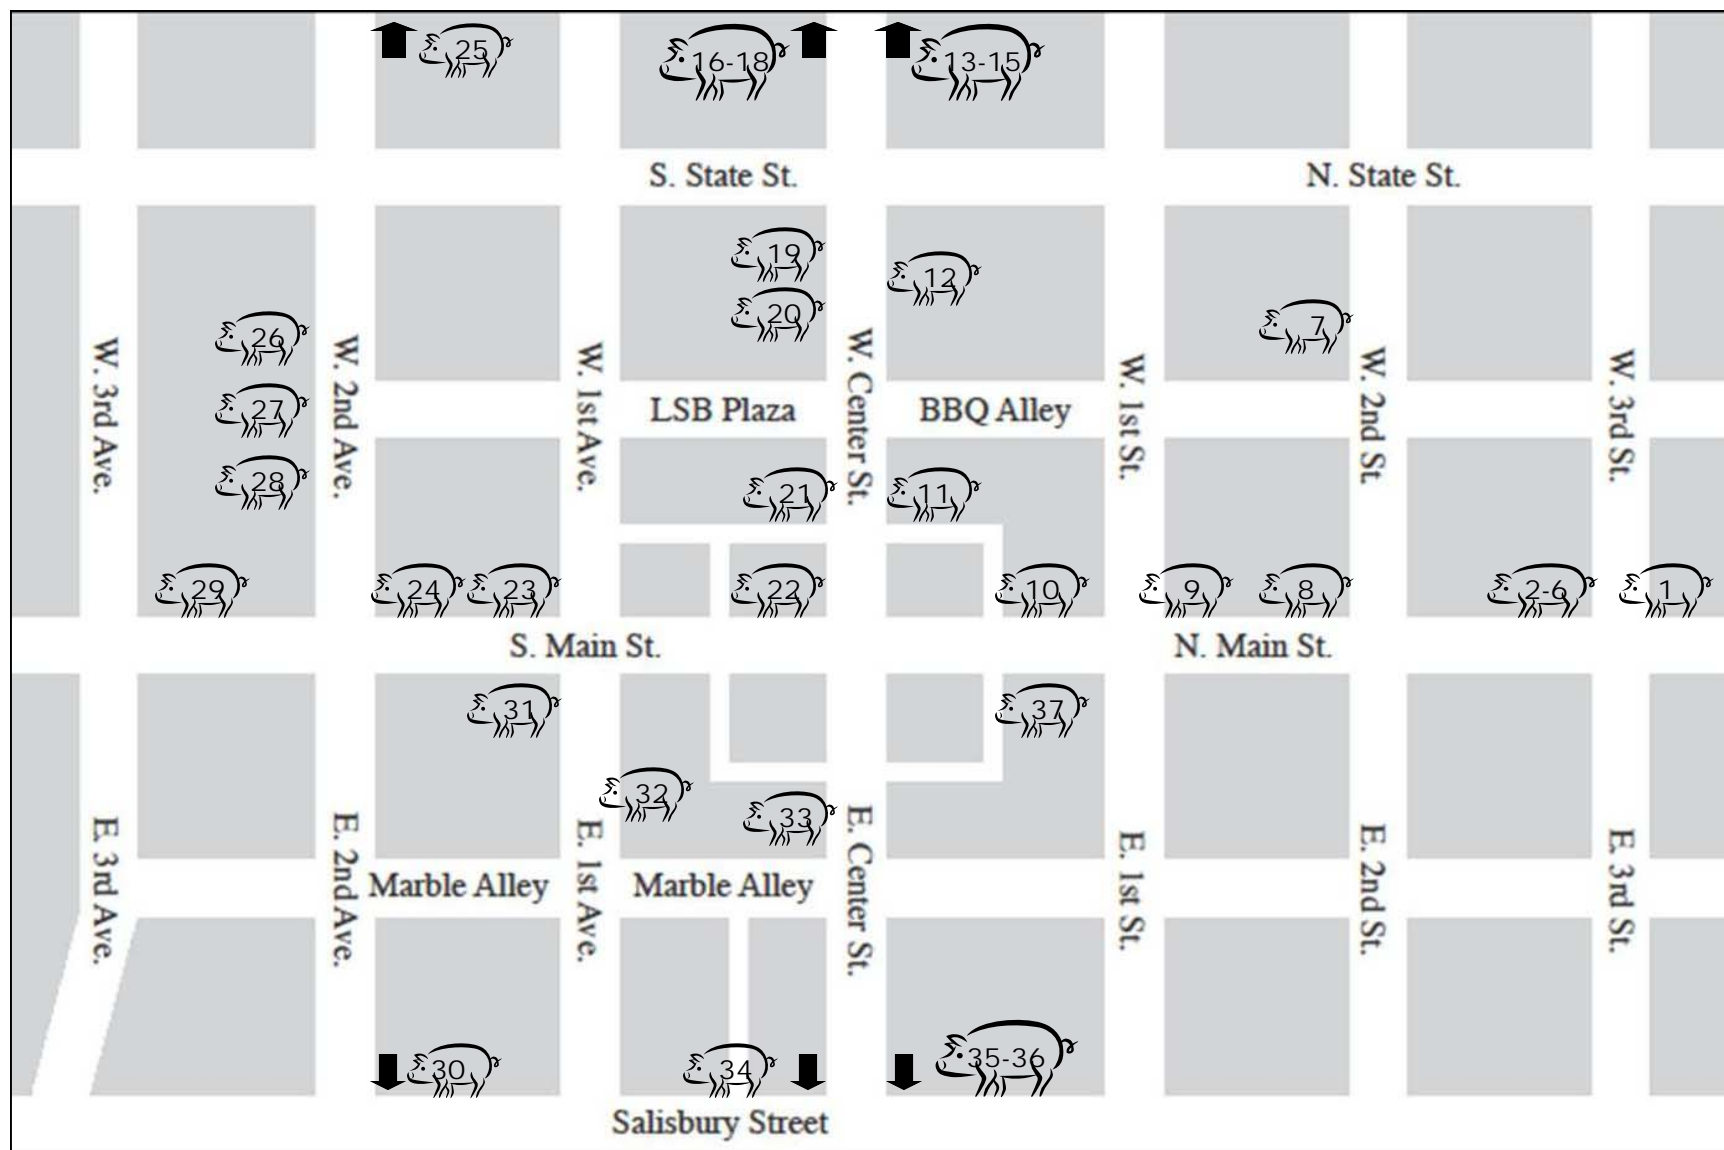 25
16-18
13-15
S. State St.
N. State St.
19
12
20
7
26
27
28
W. 3rd Ave.
W. 2nd Ave.
W. 1st Ave.
LSB Plaza
W. Center St.
BBQ Alley
W. 1st St.
W. 2nd St.
W. 3rd St.
21
11
29
24
23
22
10
9
8
2-6
1
S. Main St.
N. Main St.
31
37
32
33
E. 3rd Ave.
E. 2nd Ave.
Marble Alley
E. 1st Ave.
Marble Alley
E. Center St.
E. 1st St.
E. 2nd St.
E. 3rd St.
30
34
35-36
Salisbury Street